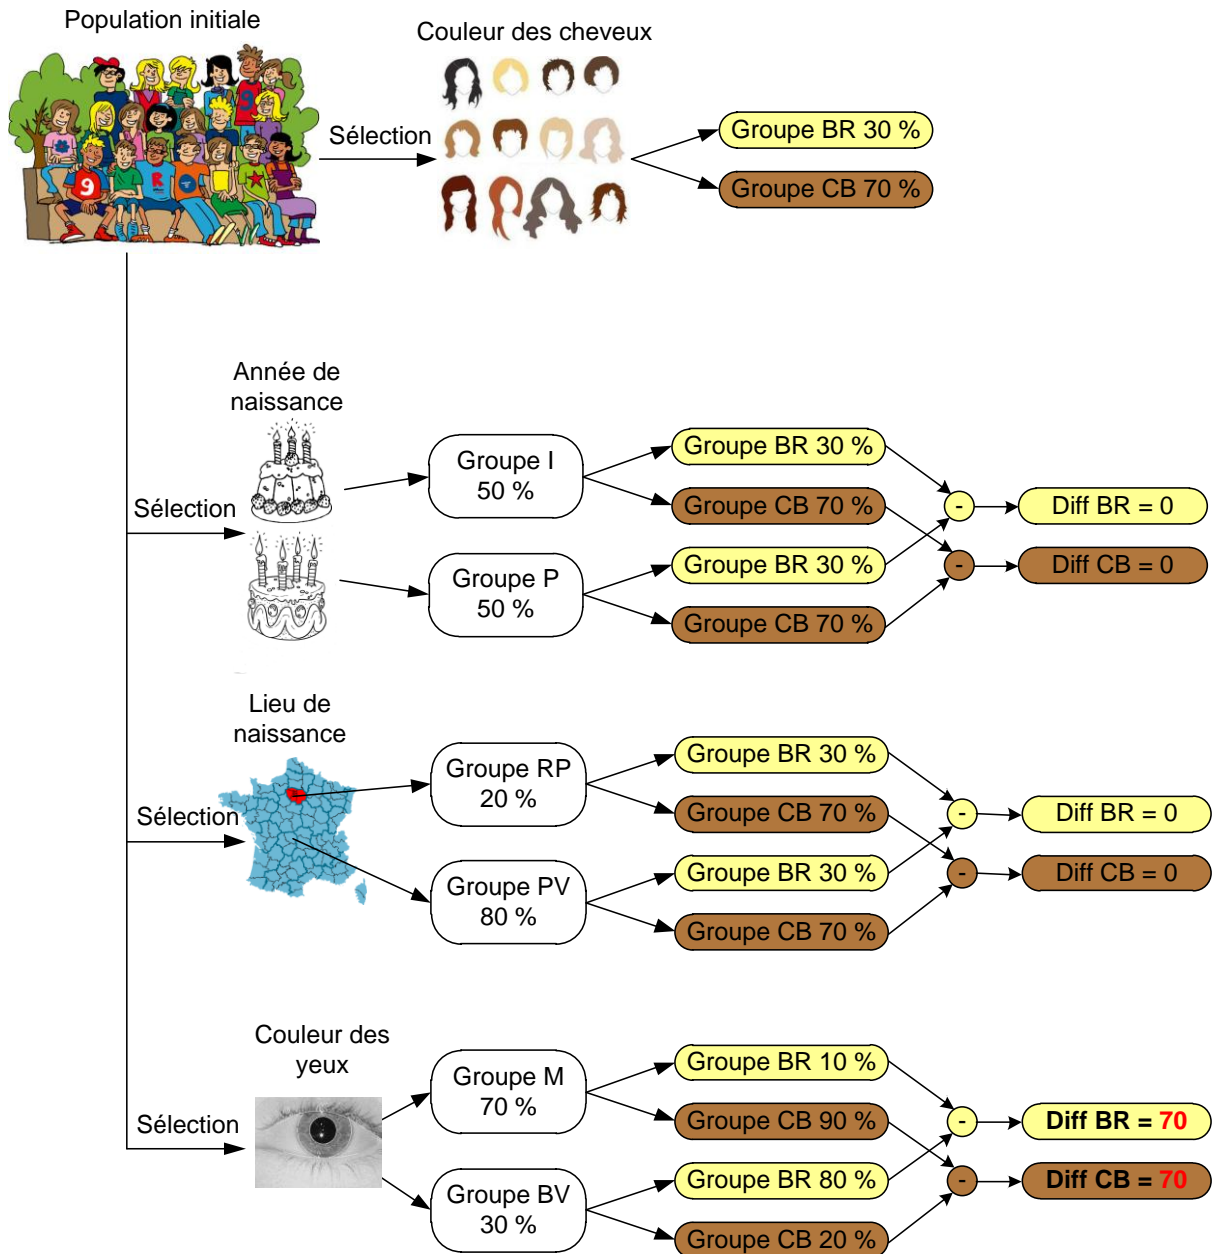 Population initiale
Couleur des cheveux
9
9
R
Sélection
Groupe BR 30 %
Groupe CB 70 %
Année de
naissance
Sélection
Groupe I
50 %
Groupe BR 30 %
Groupe CB 70 %
-
Diff BR = 0
Groupe P
50 %
Groupe BR 30 %
Groupe CB 70 %
-
Diff CB = 0
Lieu de
naissance
Sélection
Groupe RP
20 %
Groupe BR 30 %
Groupe CB 70 %
-
Diff BR = 0
Groupe PV
80 %
Groupe BR 30 %
Groupe CB 70 %
-
Diff CB = 0
Couleur des
yeux
Sélection
Groupe M
70 %
Groupe BR 10 %
Groupe CB 90 %
-
Diff BR = 70
Groupe BV
30 %
Groupe BR 80 %
Groupe CB 20 %
-
Diff CB = 70